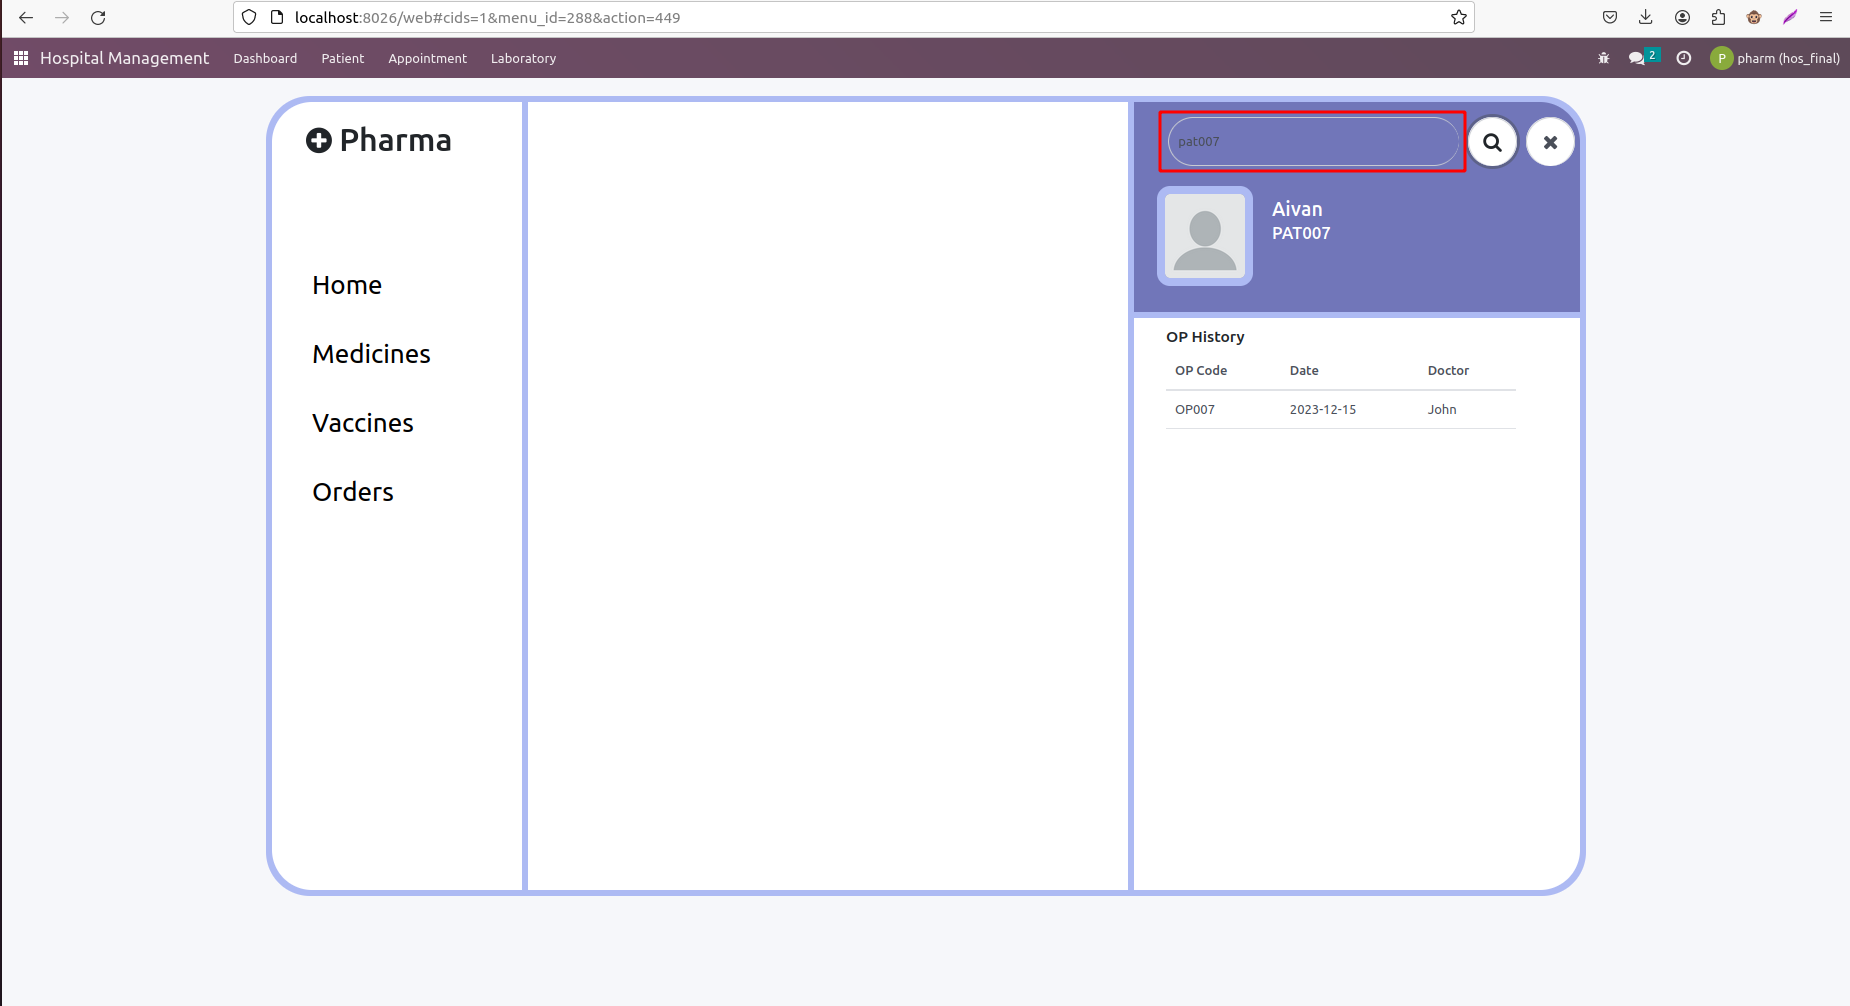 localhost:8026/web#cids=1&menu_id=288&action=449
Hospital Management Dashboard Patient Appointment Laboratory 2 P pharm (hos_final)
Pharma
Home
Medicines
Vaccines
Orders
pat007
Aivan
PAT007
OP History
OP Code Date Doctor
OP007 2023-12-15 John